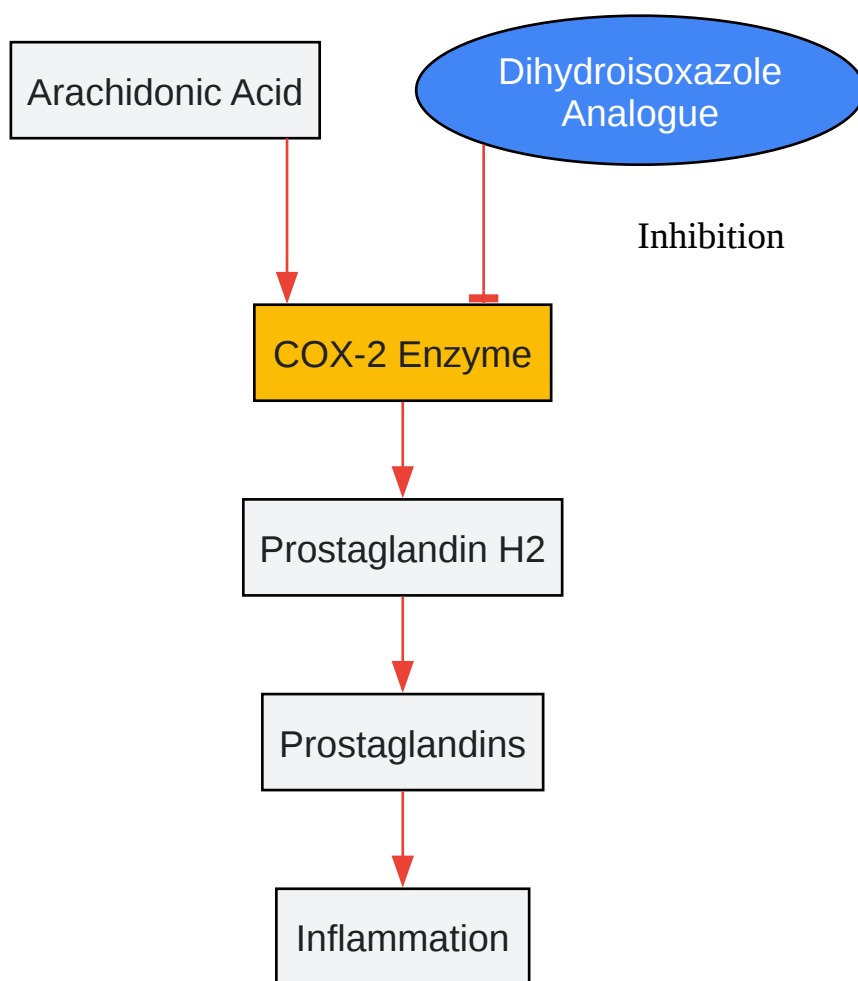 Arachidonic Acid
Dihydroisoxazole
Analogue
Inhibition
COX-2 Enzyme
Prostaglandin H2
Prostaglandins
Inflammation